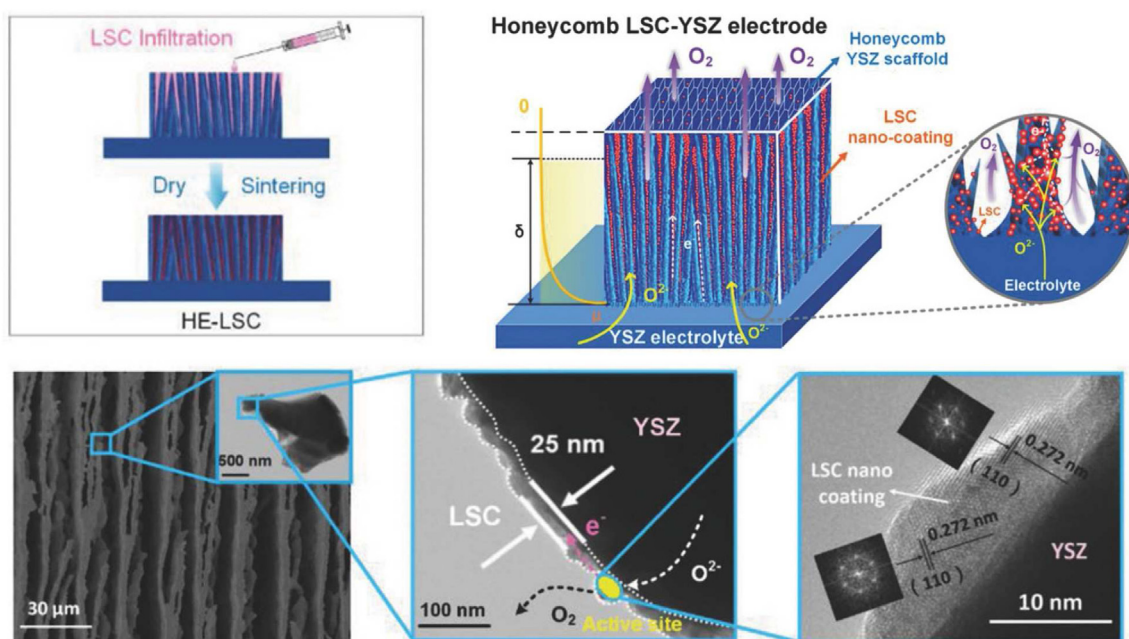 LSC Infiltration
Dry Sintering
HE-LSC
Honeycomb LSC-YSZ electrode
O2 O2
Honeycomb
YSZ scaffold
LSC
nano-coating
0
δ
e-
O2-
O2-
μ
YSZ electrolyte
e-
O2
O2
LSC
O2-
Electrolyte
30 μm
500 nm
YSZ
25 nm
LSC
e-
O2-
O2
Active site
100 nm
LSC nano
coating
0.272 nm
(110)
0.272 nm
(110)
YSZ
10 nm